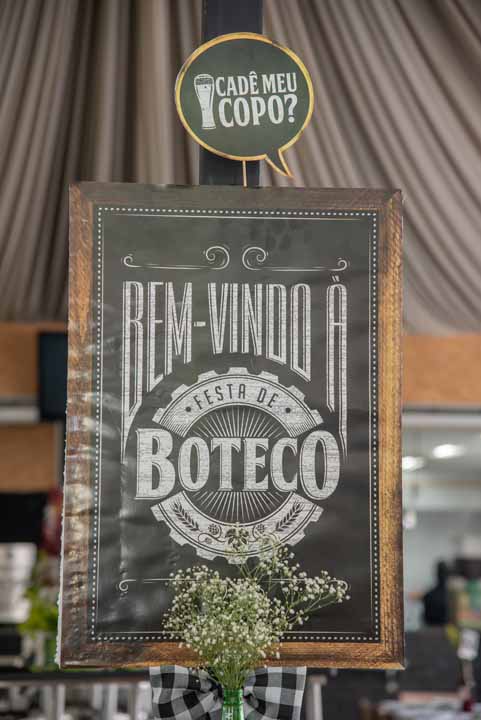 CADÊ MEU
COPO?
BEM-VINDO À
FESTA DE
BOTECO